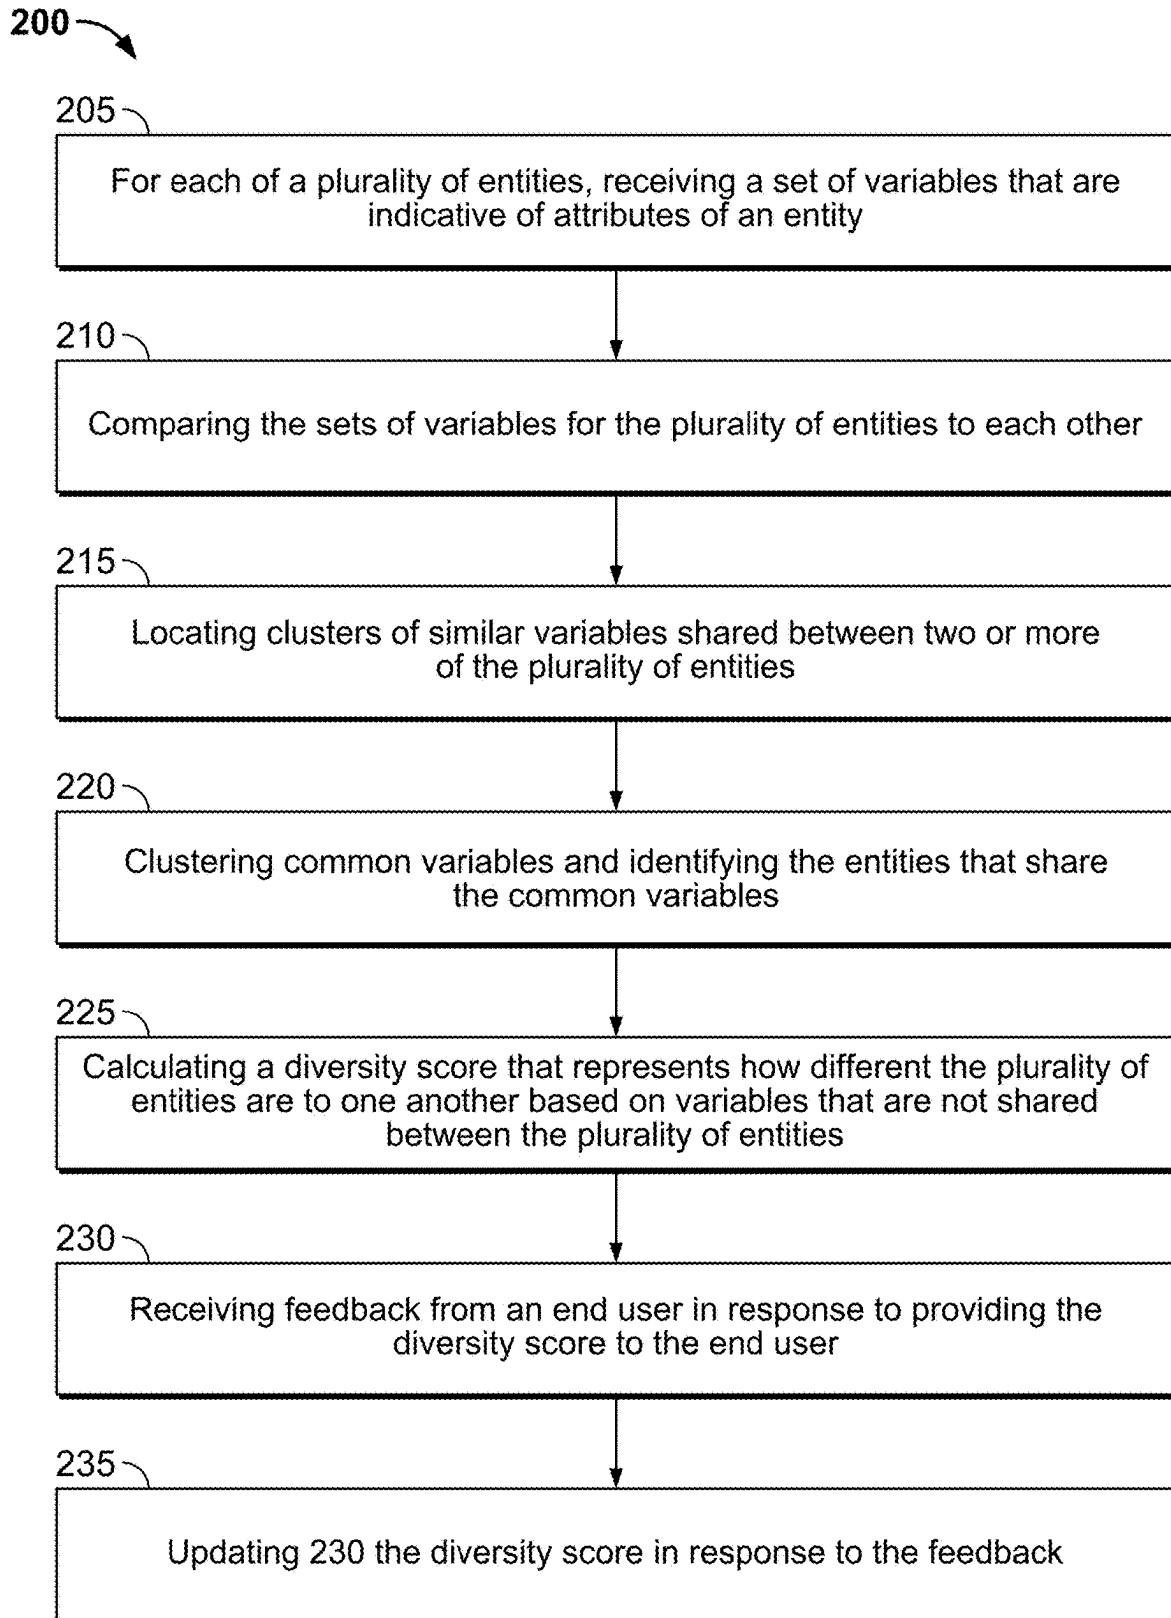 200
205
For each of a plurality of entities, receiving a set of variables that are
indicative of attributes of an entity
210
Comparing the sets of variables for the plurality of entities to each other
215
Locating clusters of similar variables shared between two or more
of the plurality of entities
220
Clustering common variables and identifying the entities that share
the common variables
225
Calculating a diversity score that represents how different the plurality of
entities are to one another based on variables that are not shared
between the plurality of entities
230
Receiving feedback from an end user in response to providing the
diversity score to the end user
235
Updating 230 the diversity score in response to the feedback